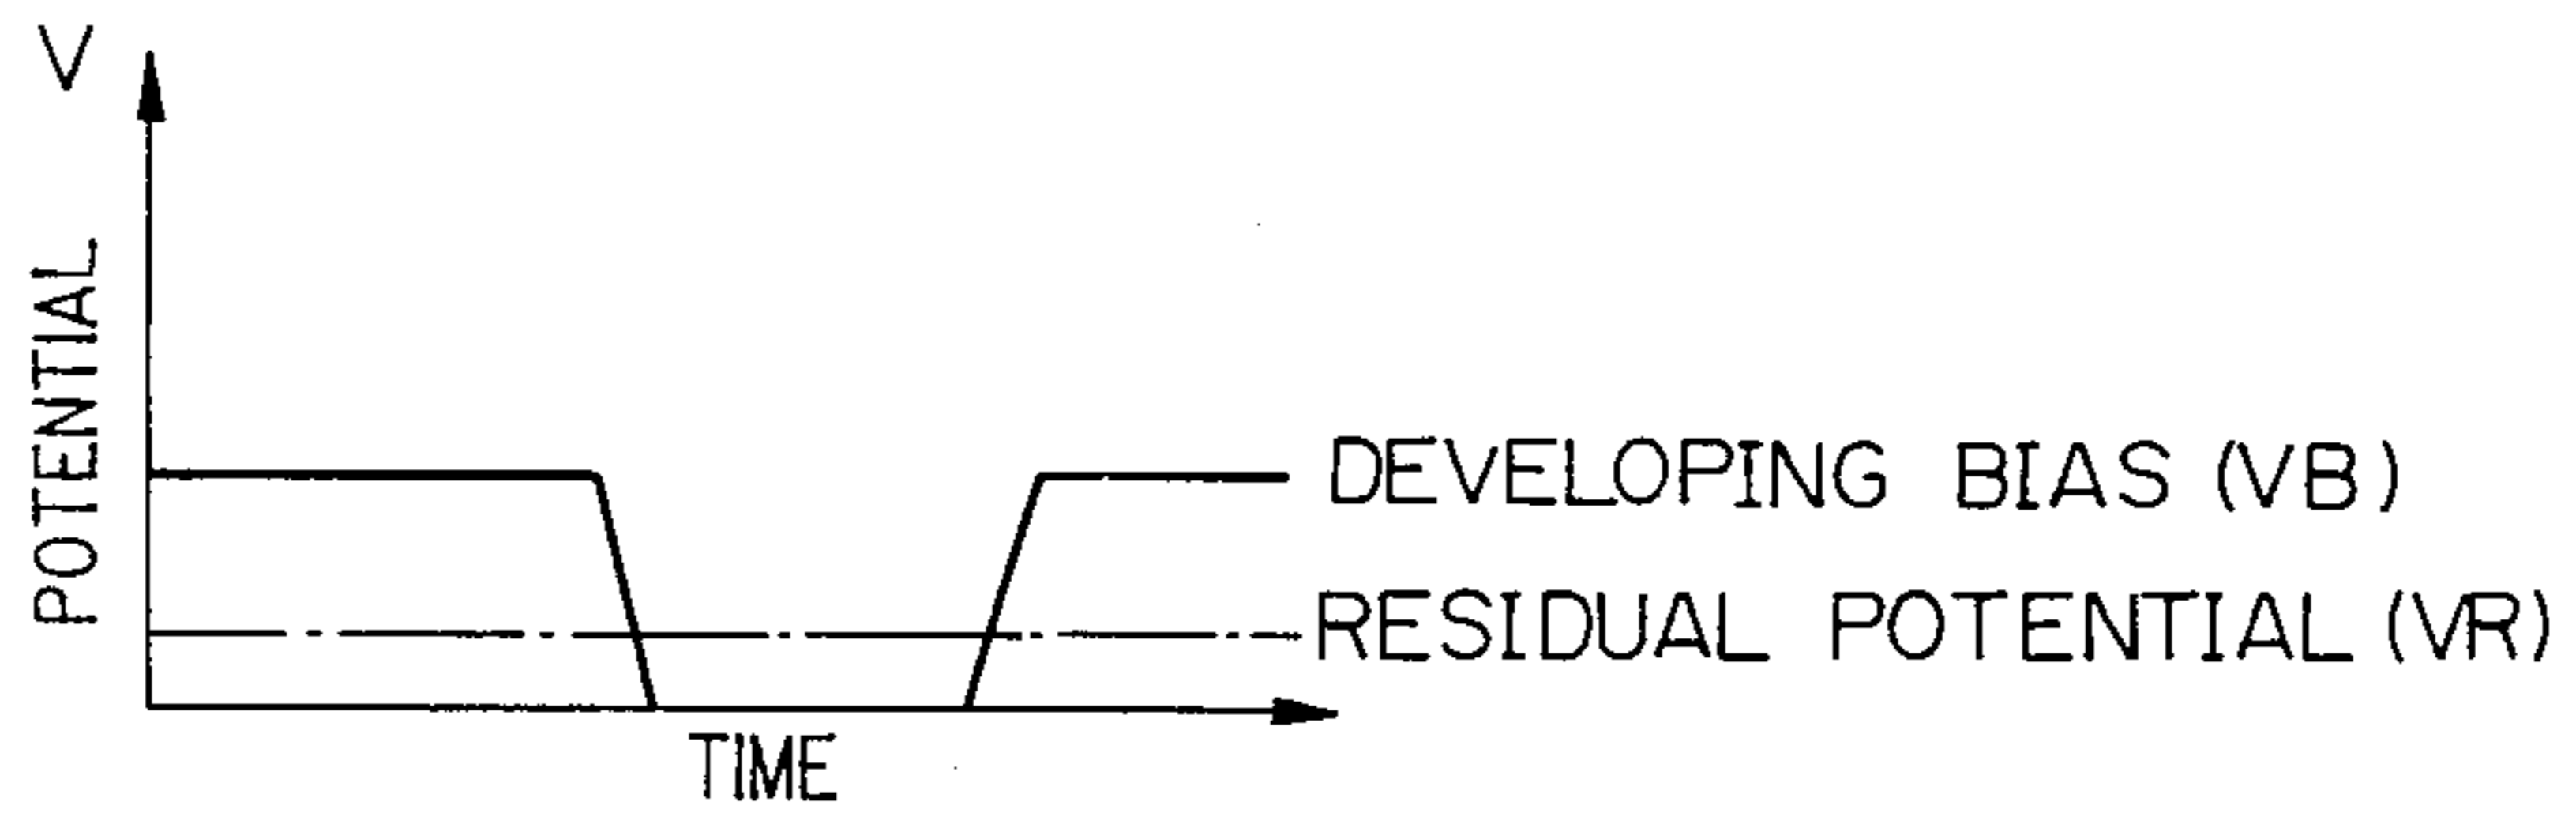 V
POTENTIAL
DEVELOPING BIAS (VB)
RESIDUAL POTENTIAL (VR)
TIME